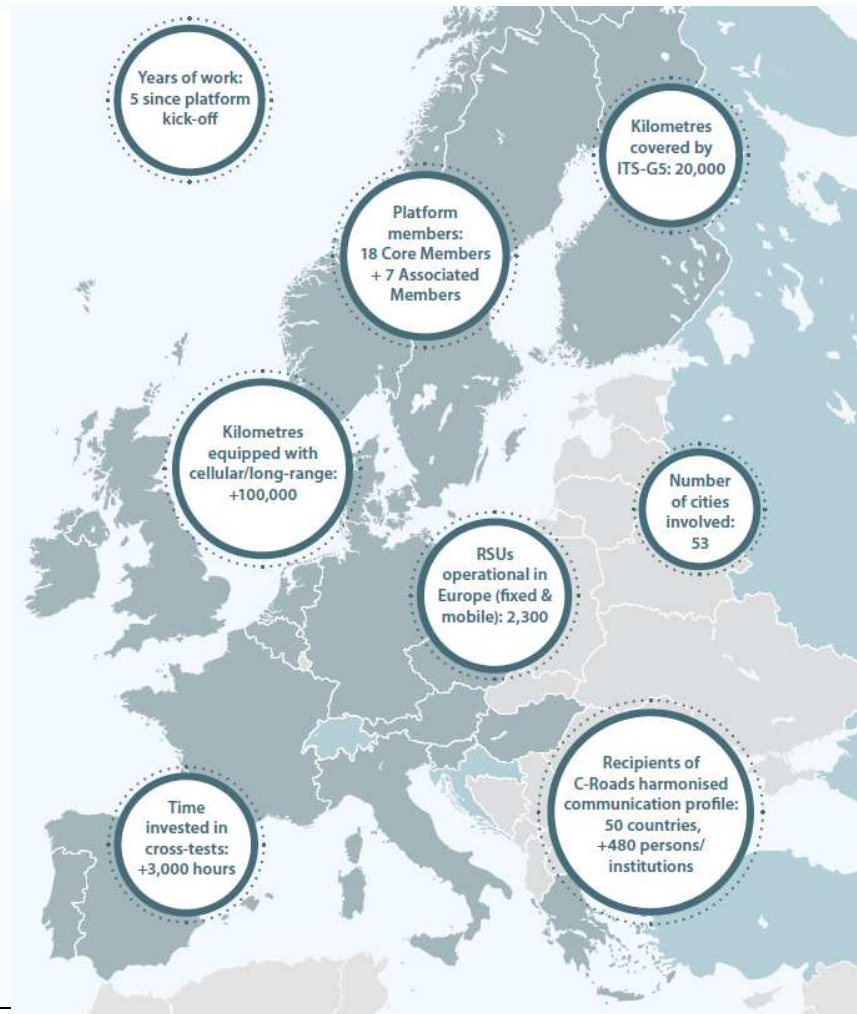 Years of work:
5 since platform
kick-off
Kilometres
covered by
ITS-G5: 20,000
Platform
members:
18 Core Members
+ 7 Associated
Members
Kilometres
equipped with
cellular/long-range:
+100,000
Number
of cities
involved:
53
RSUs
operational in
Europe (fixed &
mobile): 2,300
Recipients of
C-Roads harmonised
communication profile:
50 countries,
+480 persons/
institutions
Time
invested in
cross-tests:
+3,000 hours